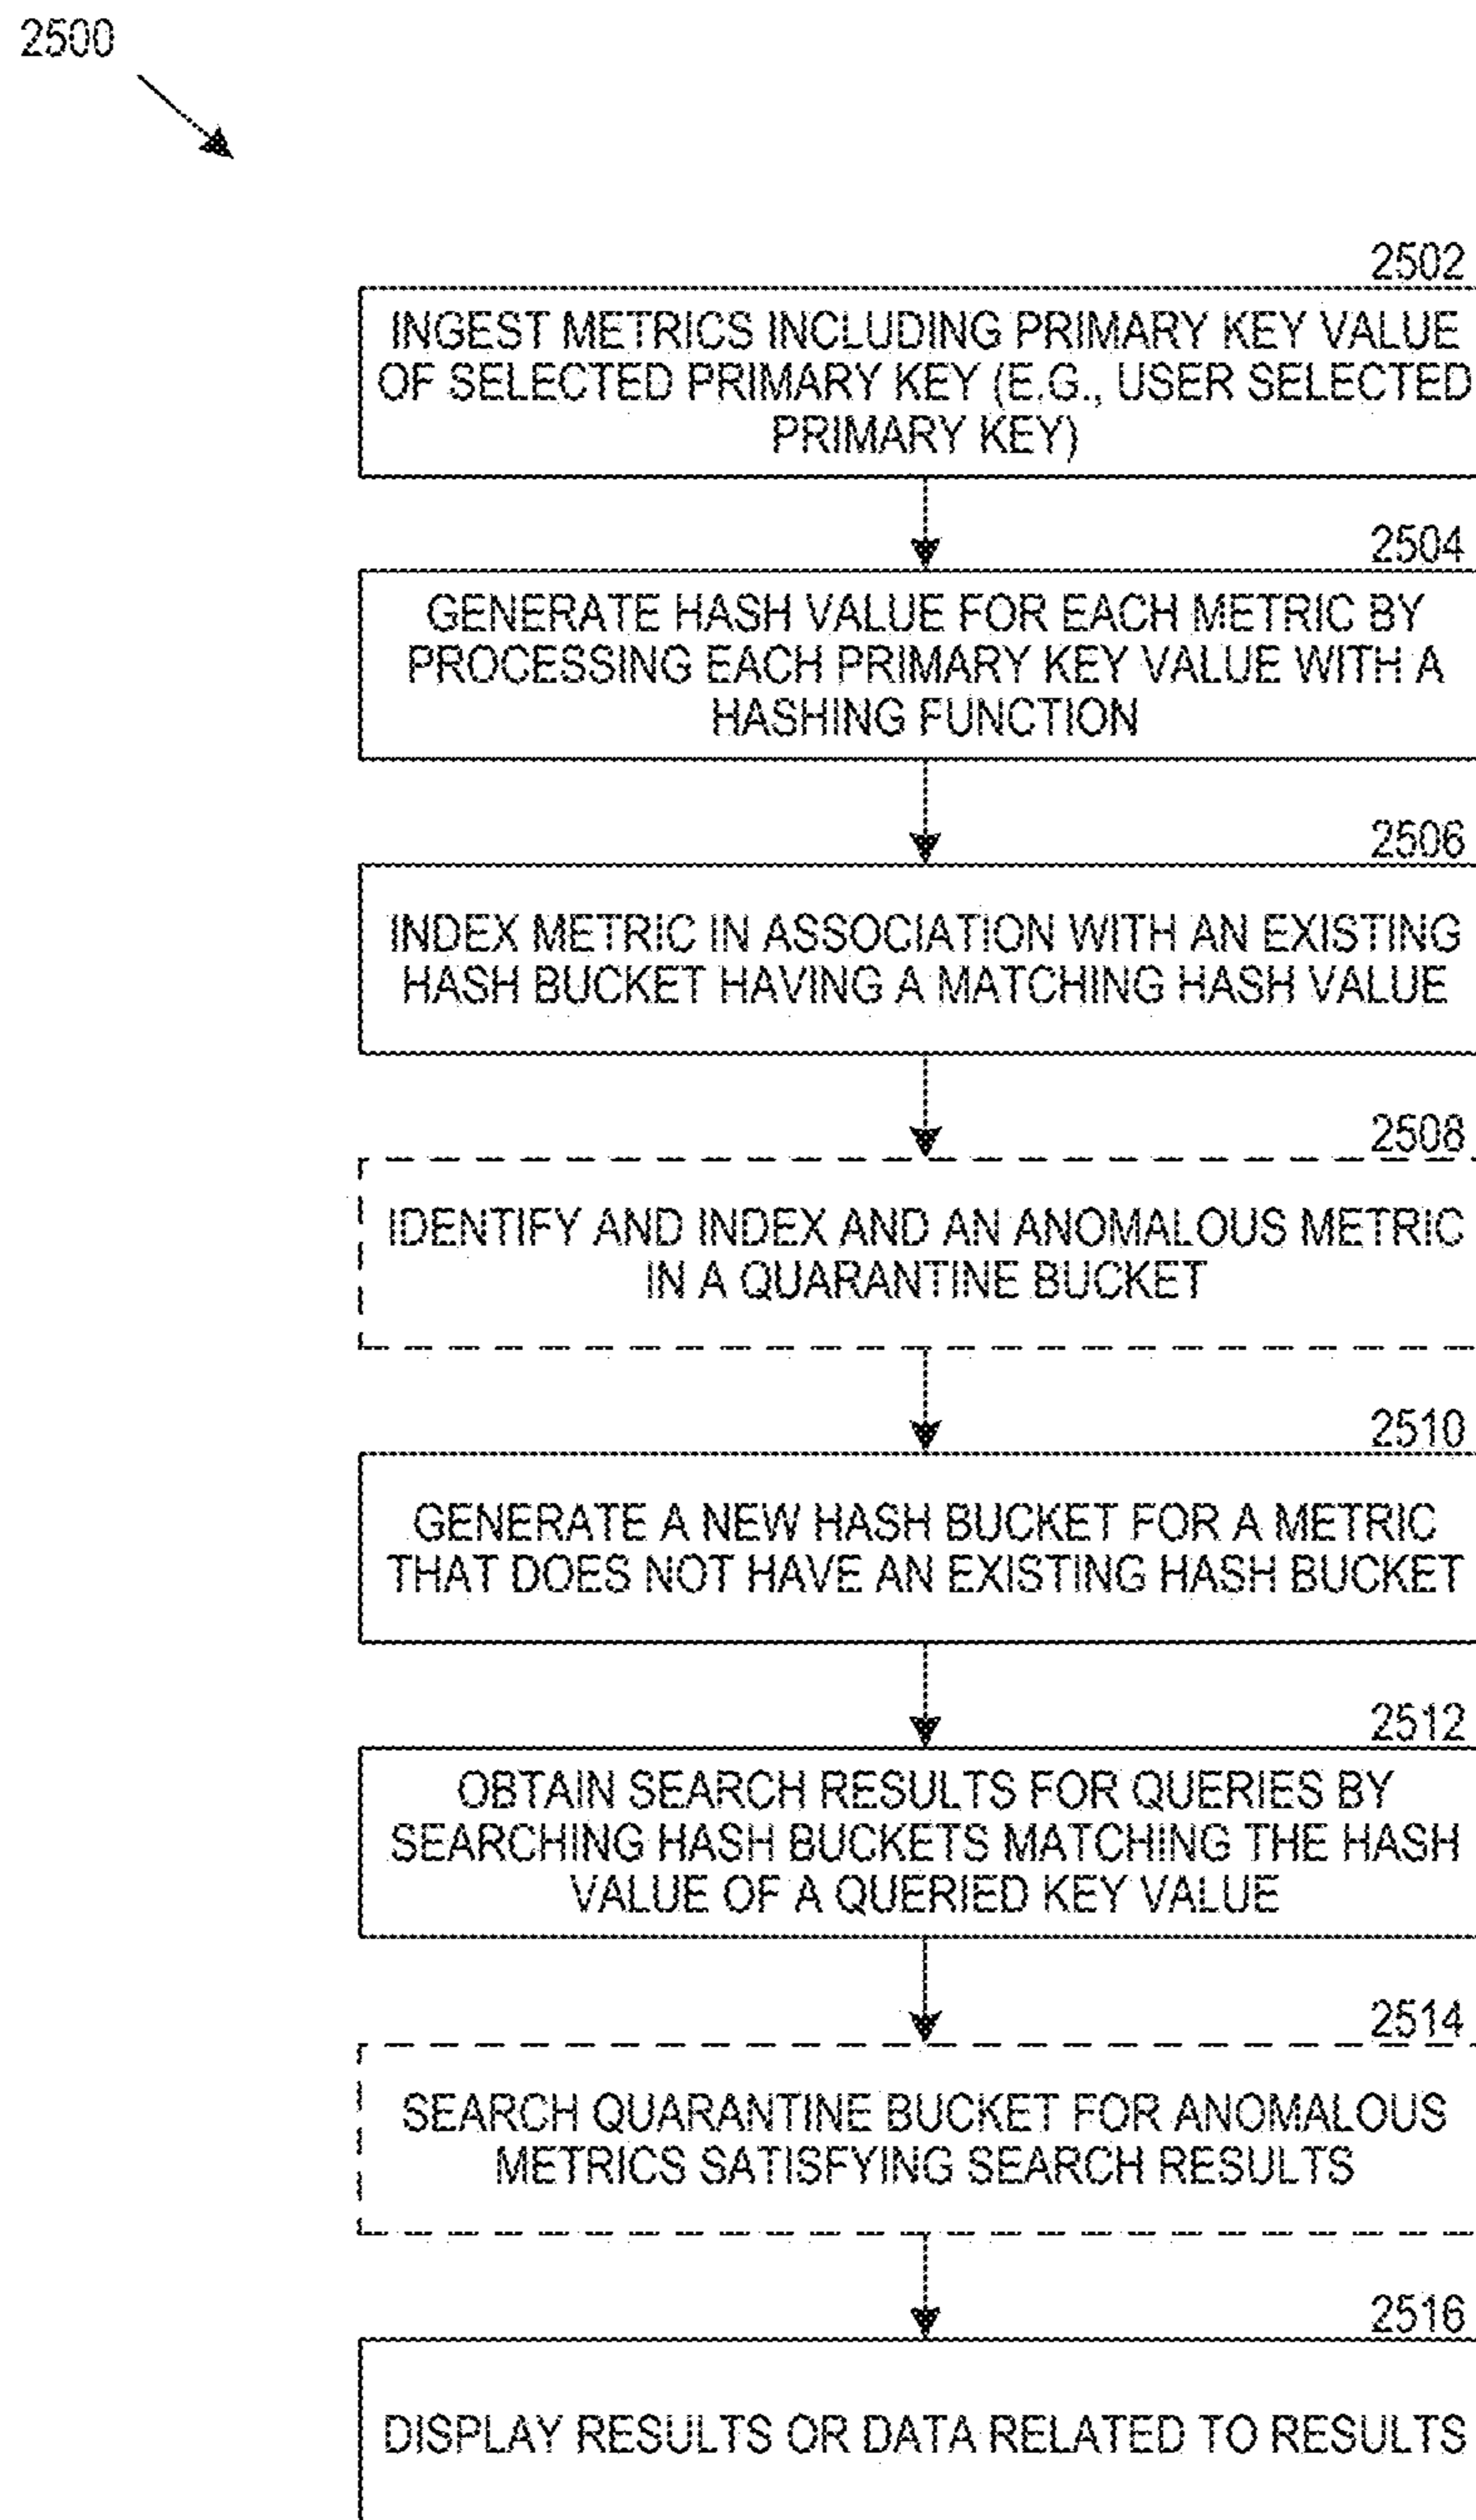 2500
2502
INGEST METRICS INCLUDING PRIMARY KEY VALUE
OF SELECTED PRIMARY KEY (E.G., USER SELECTED
PRIMARY KEY)
2504
GENERATE HASH VALUE FOR EACH METRIC BY
PROCESSING EACH PRIMARY KEY VALUE WITH A
HASHING FUNCTION
2506
INDEX METRIC IN ASSOCIATION WITH AN EXISTING
HASH BUCKET HAVING A MATCHING HASH VALUE
2508
IDENTIFY AND INDEX AND AN ANOMALOUS METRIC
IN A QUARANTINE BUCKET
2510
GENERATE A NEW HASH BUCKET FOR A METRIC
THAT DOES NOT HAVE AN EXISTING HASH BUCKET
2512
OBTAIN SEARCH RESULTS FOR QUERIES BY
SEARCHING HASH BUCKETS MATCHING THE HASH
VALUE OF A QUERIED KEY VALUE
2514
SEARCH QUARANTINE BUCKET FOR ANOMALOUS
METRICS SATISFYING SEARCH RESULTS
2516
DISPLAY RESULTS OR DATA RELATED TO RESULTS